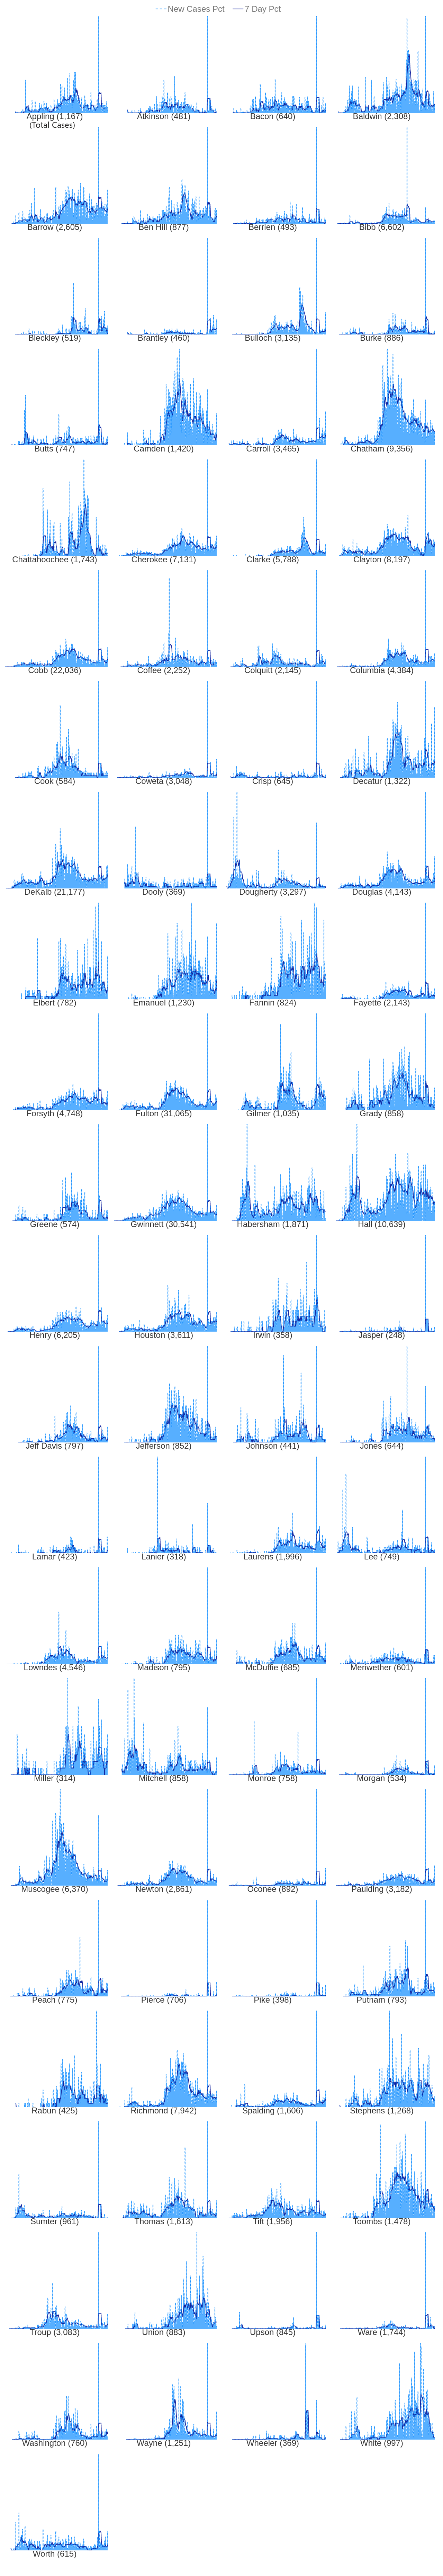 New Cases Pct 7 Day Pct
Appling (1,167) Atkinson (481) Bacon (640) Baldwin (2,308)
(Total Cases)
Barrow (2,605) Ben Hill (877) Berrien (493) Bibb (6,602)
Bleckley (519) Brantley (460) Bulloch (3,135) Burke (886)
Butts (747) Camden (1,420) Carroll (3,465) Chatham (9,356)
Chattahoochee (1,743) Cherokee (7,131) Clarke (5,788) Clayton (8,197)
Cobb (22,036) Coffee (2,252) Colquitt (2,145) Columbia (4,384)
Cook (584) Coweta (3,048) Crisp (645) Decatur (1,322)
DeKalb (21,177) Dooly (369) Dougherty (3,297) Douglas (4,143)
Elbert (782) Emanuel (1,230) Fannin (824) Fayette (2,143)
Forsyth (4,748) Fulton (31,065) Gilmer (1,035) Grady (858)
Greene (574) Gwinnett (30,541) Habersham (1,871) Hall (10,639)
Henry (6,205) Houston (3,611) Irwin (358) Jasper (248)
Jeff Davis (797) Jefferson (852) Johnson (441) Jones (644)
Lamar (423) Lanier (318) Laurens (1,996) Lee (749)
Lowndes (4,546) Madison (795) McDuffie (685) Meriwether (601)
Miller (314) Mitchell (858) Monroe (758) Morgan (534)
Muscogee (6,370) Newton (2,861) Oconee (892) Paulding (3,182)
Peach (775) Pierce (706) Pike (398) Putnam (793)
Rabun (425) Richmond (7,942) Spalding (1,606) Stephens (1,268)
Sumter (961) Thomas (1,613) Tift (1,956) Toombs (1,478)
Troup (3,083) Union (883) Upson (845) Ware (1,744)
Washington (760) Wayne (1,251) Wheeler (369) White (997)
Worth (615)